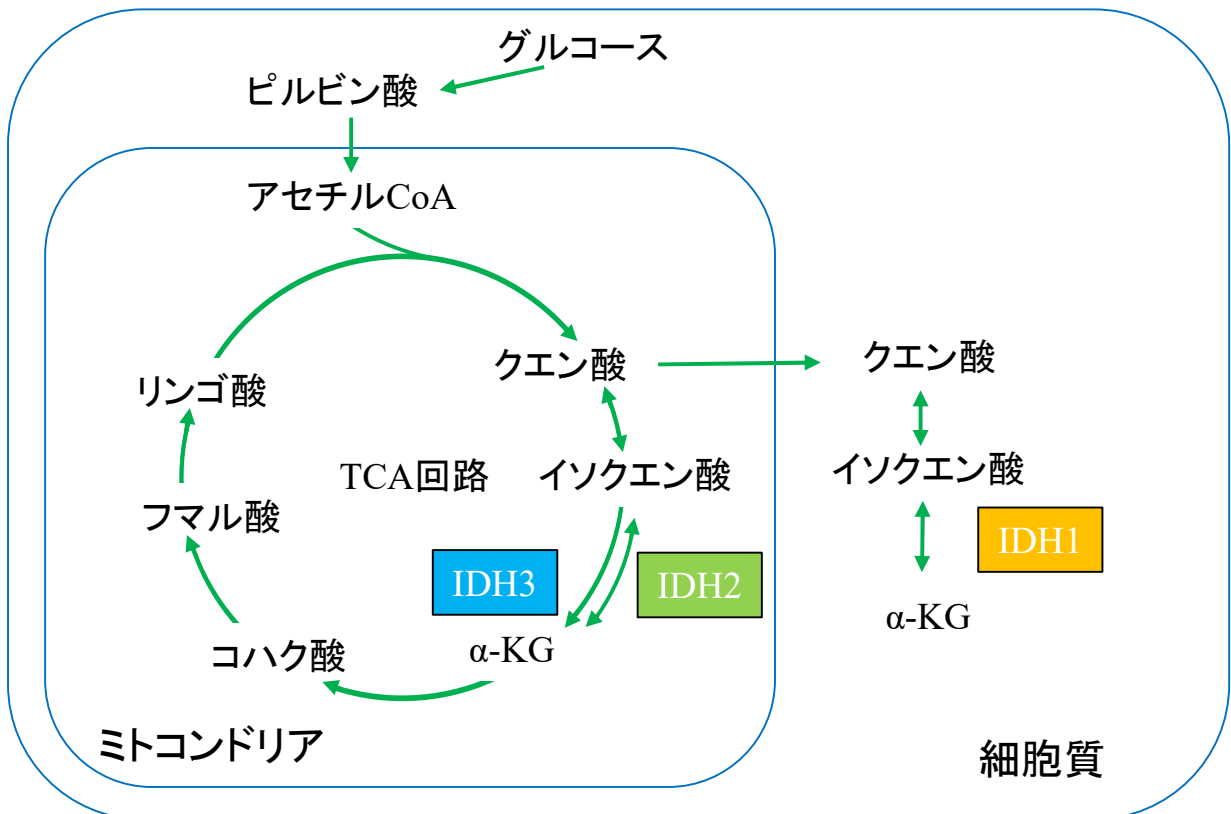 グルコース
ピルビン酸
アセチルCoA
クエン酸
クエン酸
リンゴ酸
TCA回路
イソクエン酸
イソクエン酸
フマル酸
IDH3
IDH2
IDH1
α-KG
α-KG
コハク酸
ミトコンドリア
細胞質